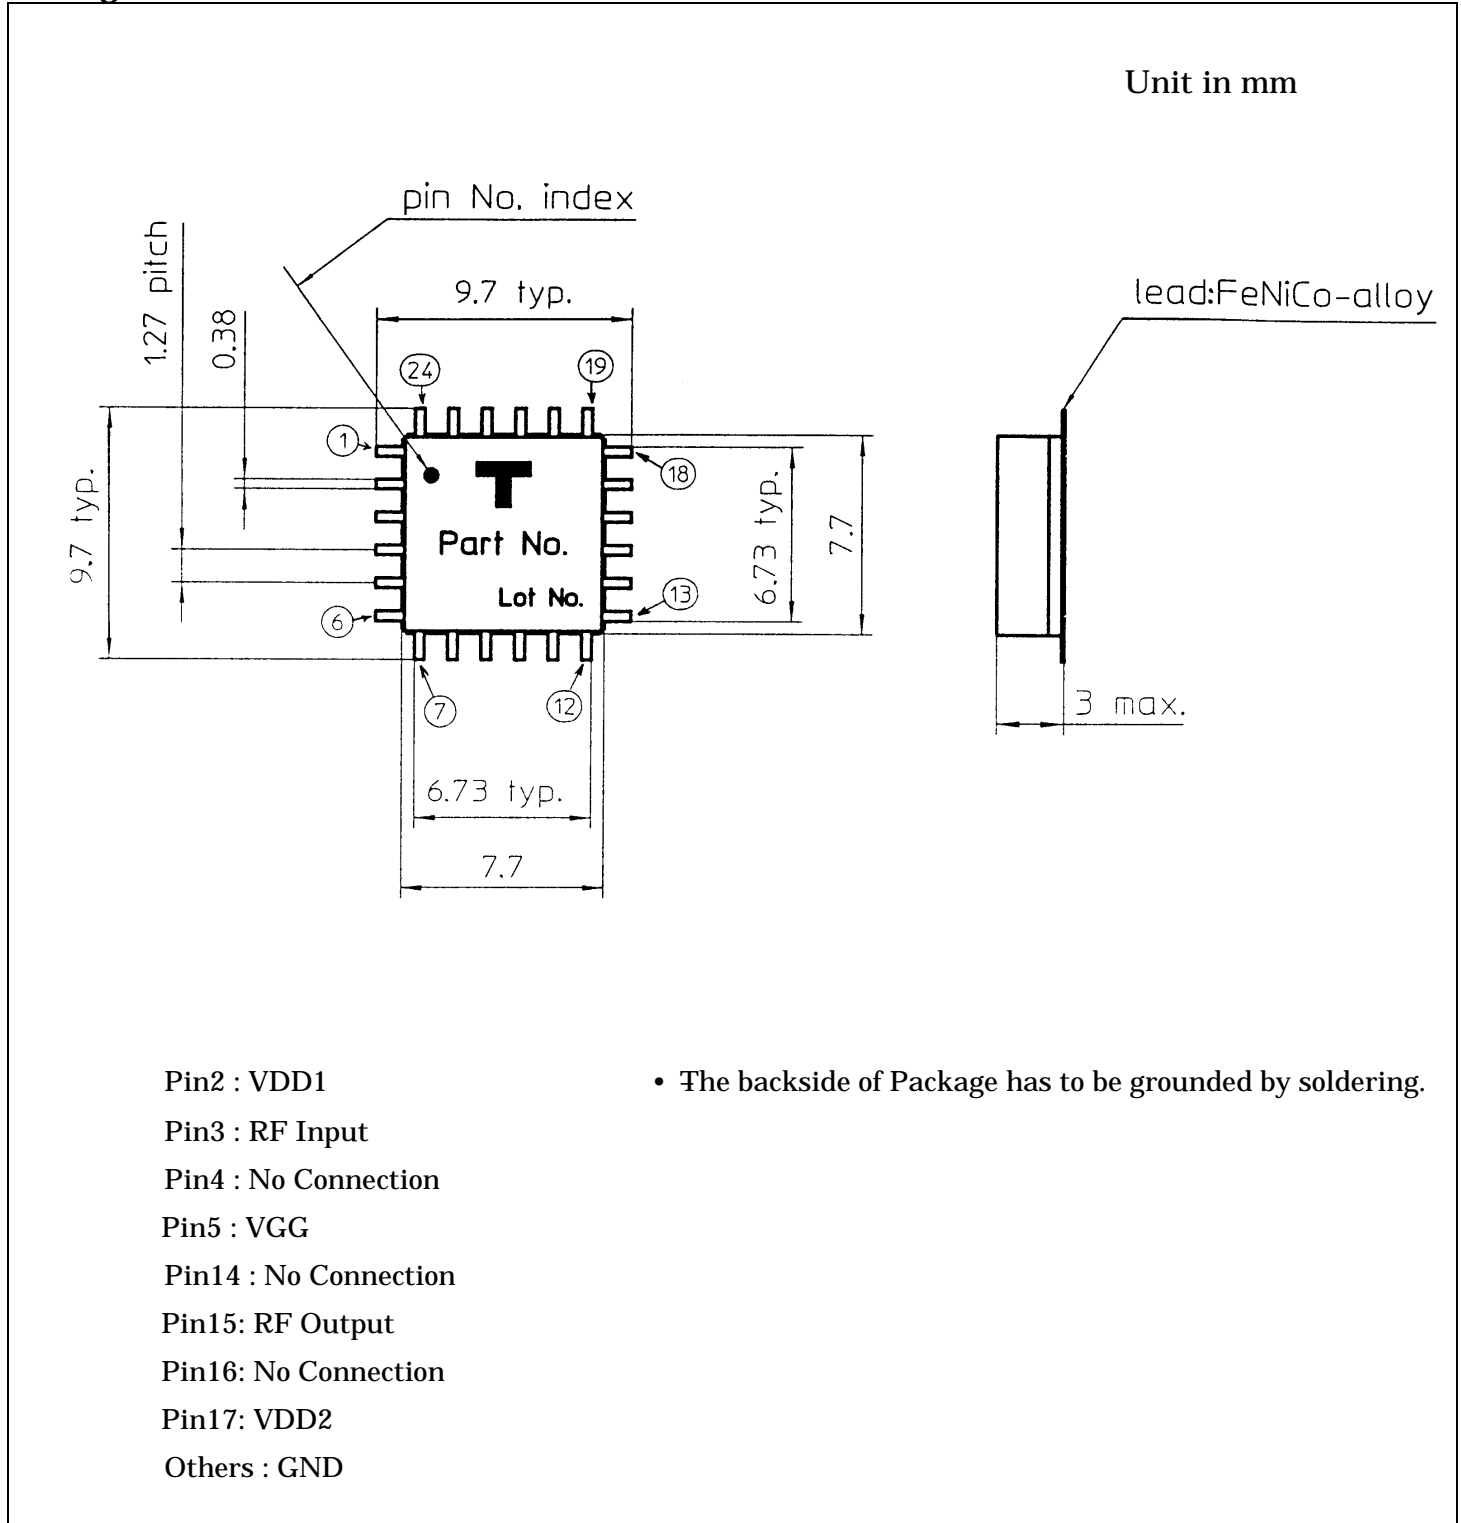 Unit in mm
pin No. index
1.27 pitch
0.38
9.7 typ.
lead:FeNiCo-alloy
24
19
1
18
9.7 typ.
T
Part No.
Lot No.
6.73 typ.
7.7
6
13
7
12
3 max.
6.73 typ.
7.7
Pin2 : VDD1
• The backside of Package has to be grounded by soldering.
Pin3 : RF Input
Pin4 : No Connection
Pin5 : VGG
Pin14 : No Connection
Pin15: RF Output
Pin16: No Connection
Pin17: VDD2
Others : GND